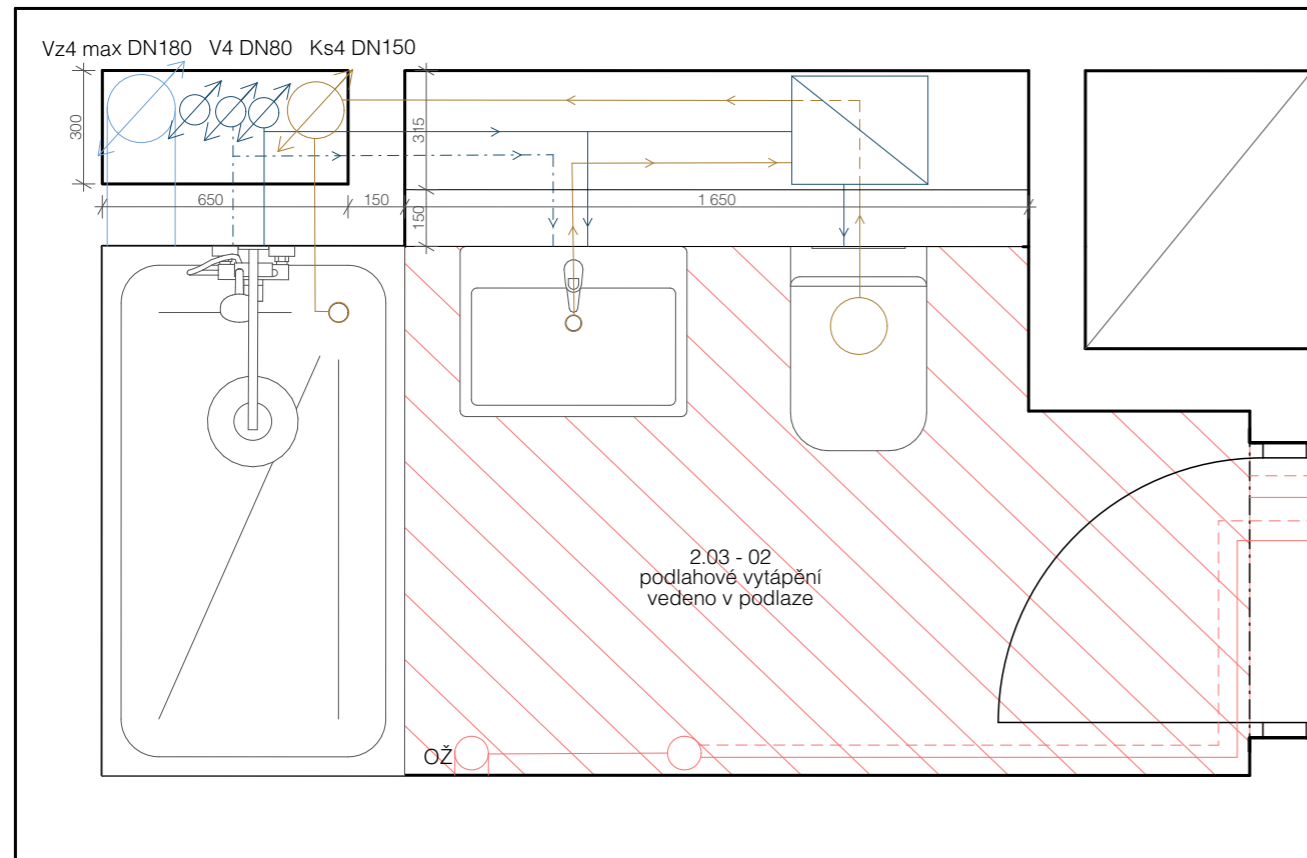 Vz4 max DN180 V4 DN80 Ks4 DN150
300
315
650
150
1 650
150
2.03 - 02
podlahové vytápění
vedeno v podlaze
OŽ